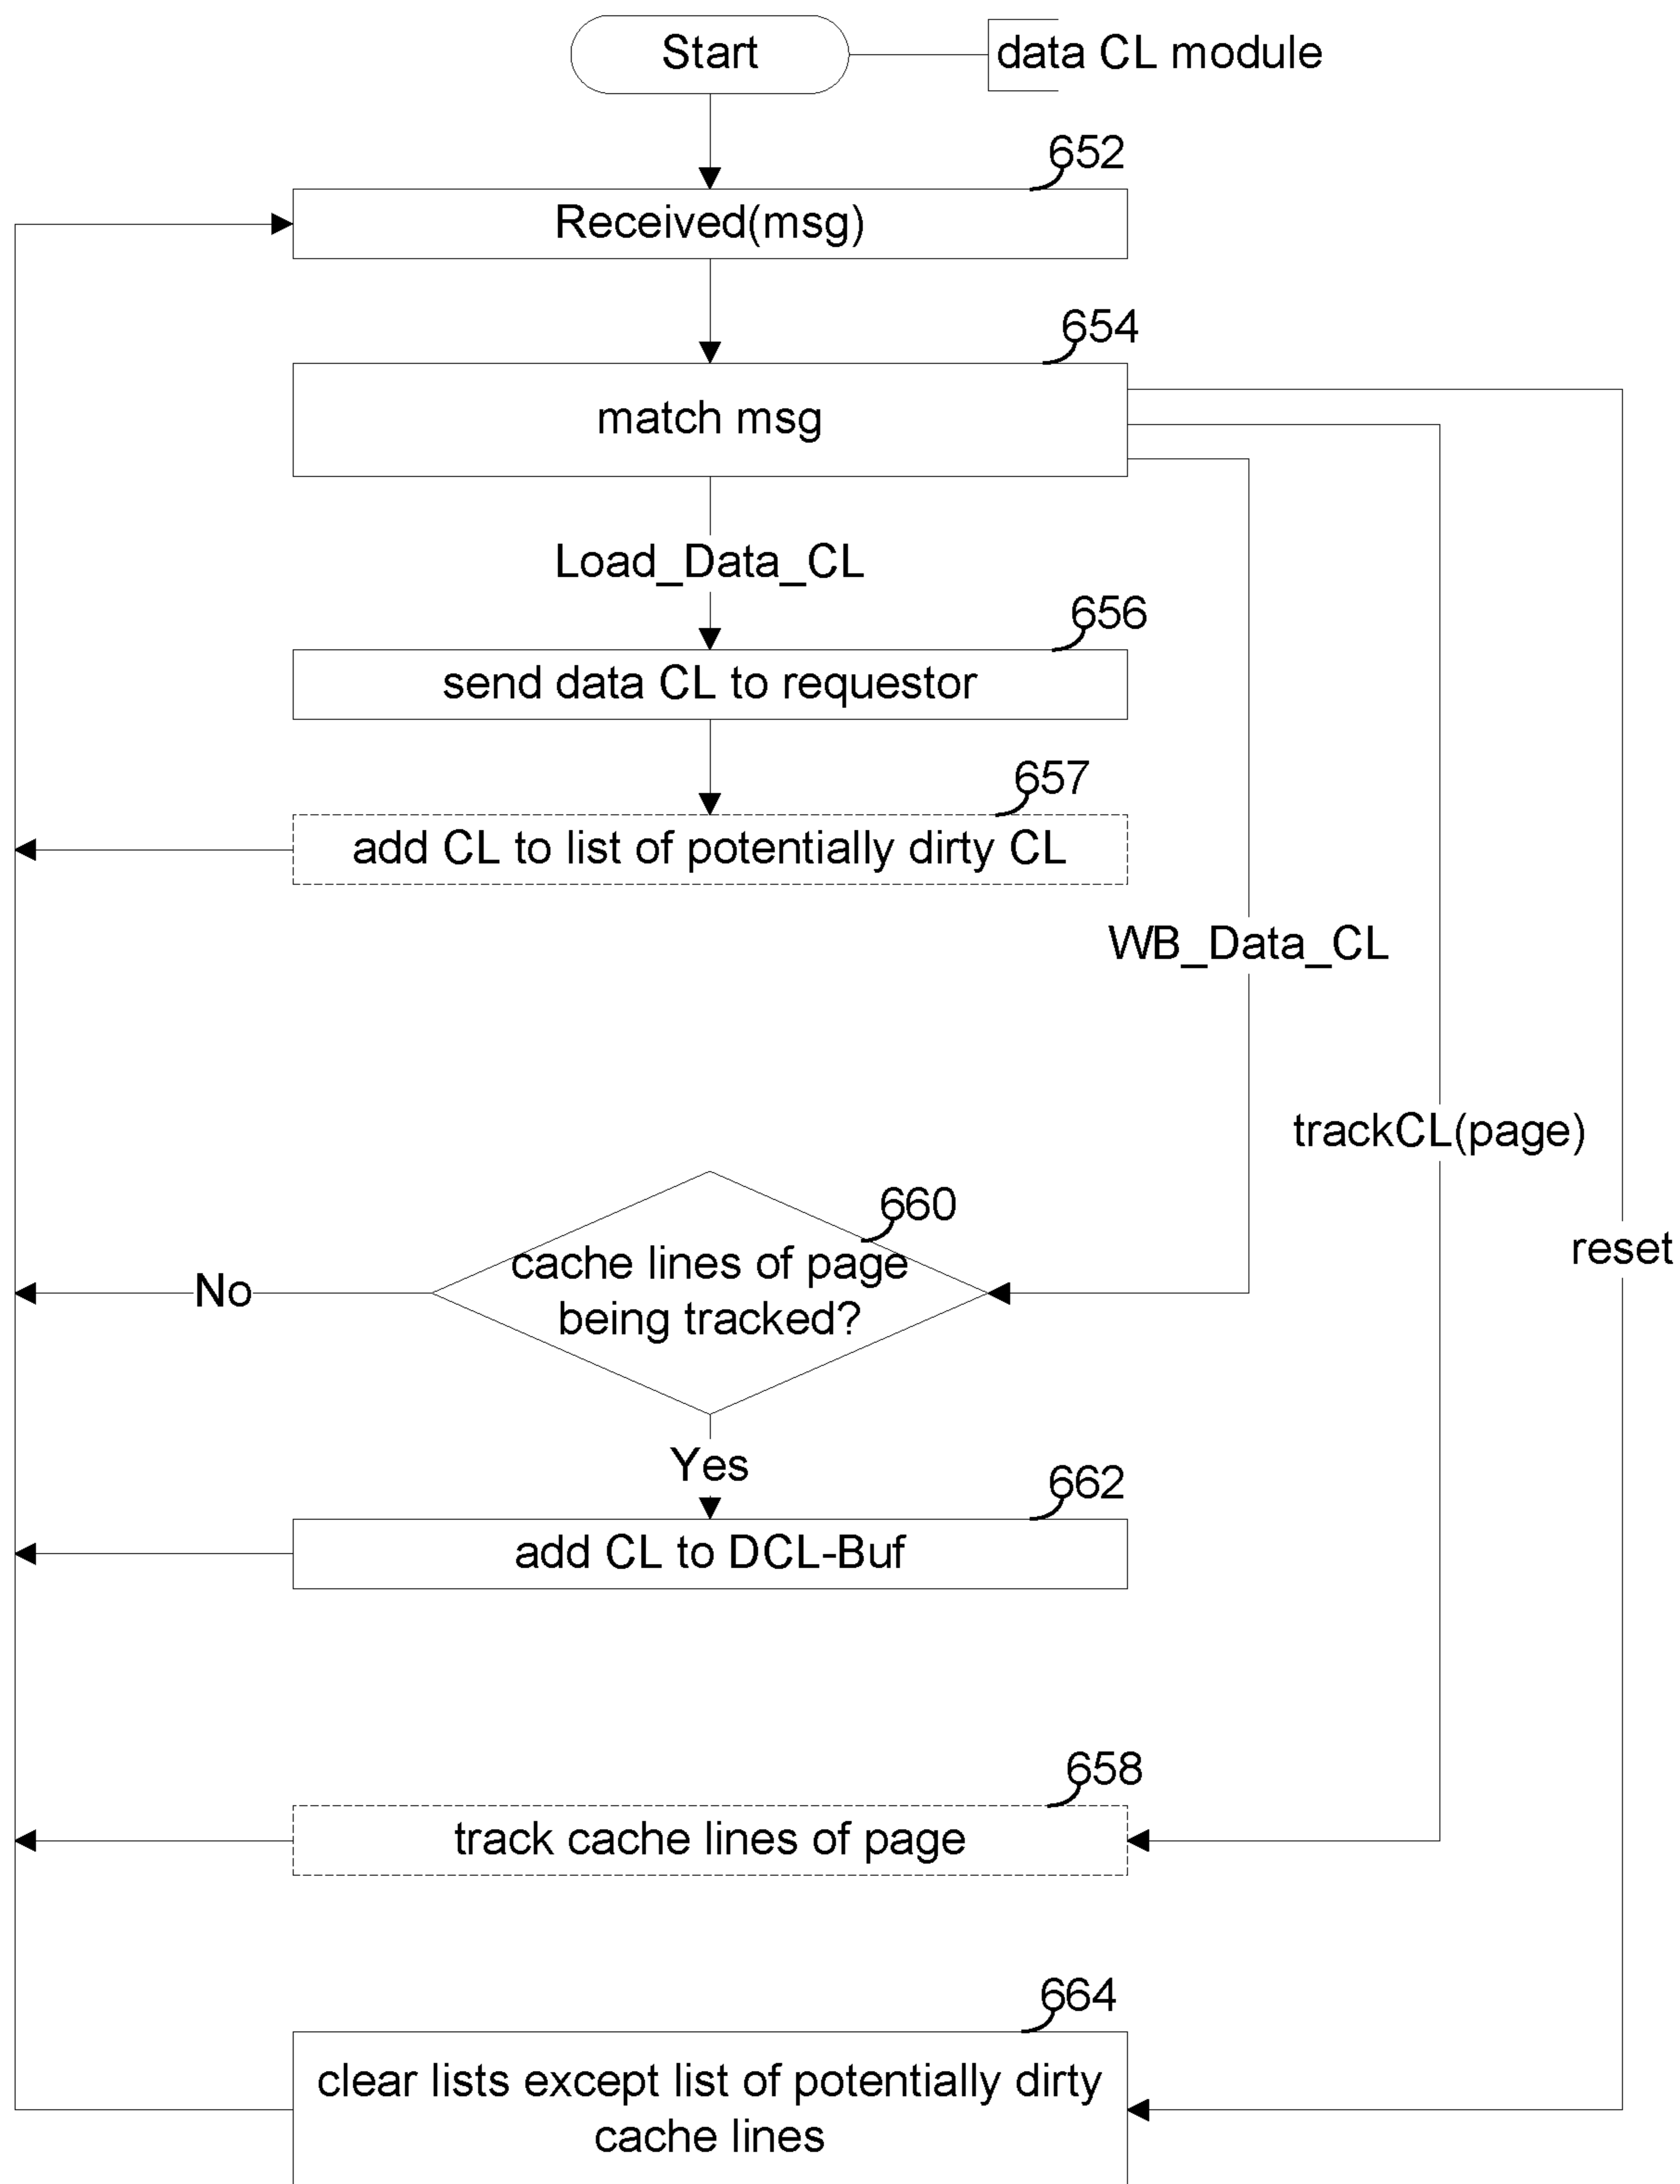 Start
data CL module
652
Received(msg)
654
match msg
Load_Data_CL
656
send data CL to requestor
657
add CL to list of potentially dirty CL
WB_Data_CL
trackCL(page)
660
cache lines of page
being tracked?
reset
No
Yes
662
add CL to DCL-Buf
658
track cache lines of page
664
clear lists except list of potentially dirty
cache lines